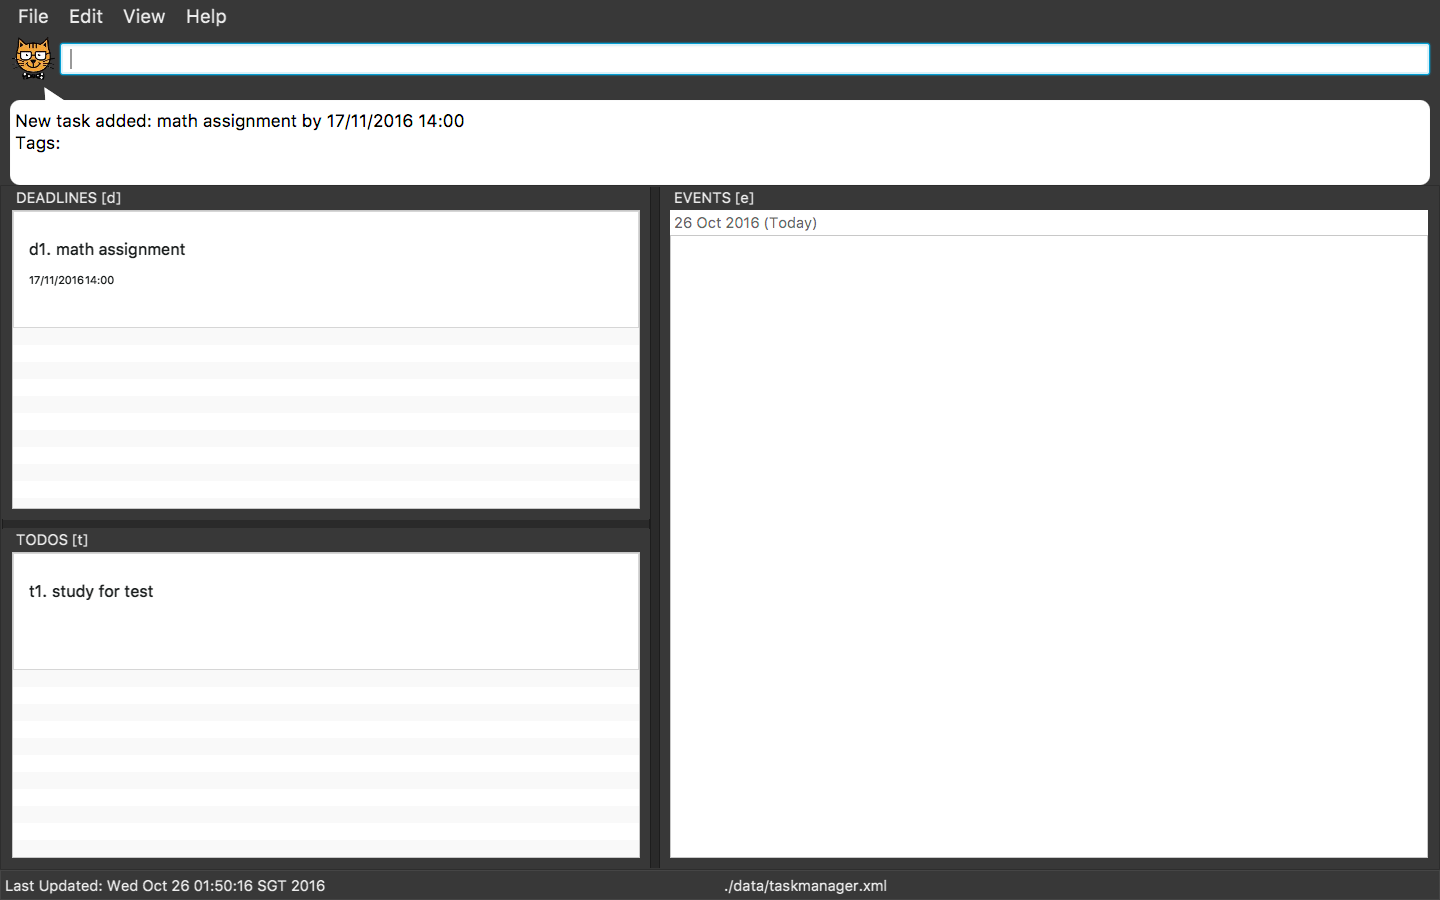 File Edit View Help
New task added: math assignment by 17/11/2016 14:00
Tags:
DEADLINES [d]
d1. math assignment
17/11/2016 14:00
TODOS [t]
t1. study for test
EVENTS [e]
26 Oct 2016 (Today)
Last Updated: Wed Oct 26 01:50:16 SGT 2016
./data/taskmanager.xml